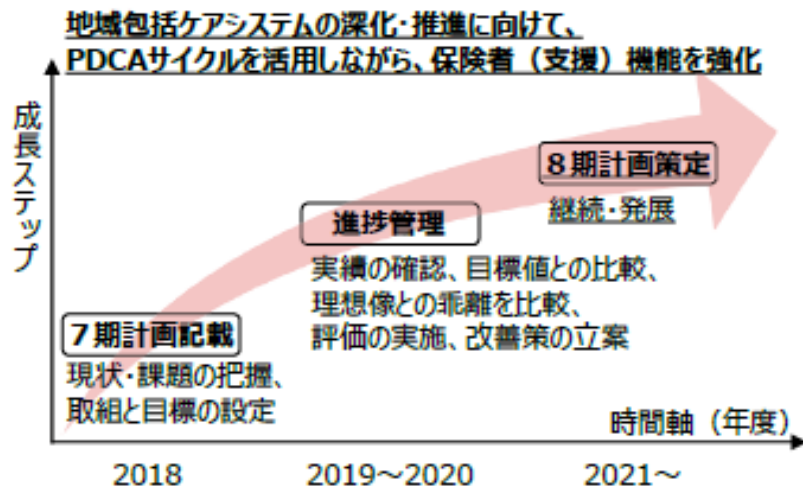 地域包括ケアシステムの深化・推進に向けて、
PDCAサイクルを活用しながら、保険者（支援）機能を強化
成長ステップ
８期計画策定
継続・発展
進捗管理
実績の確認、目標値との比較、
理想像との乖離を比較、
評価の実施、改善策の立案
７期計画記載
現状・課題の把握、
取組と目標の設定
時間軸（年度）
2018
2019～2020
2021～